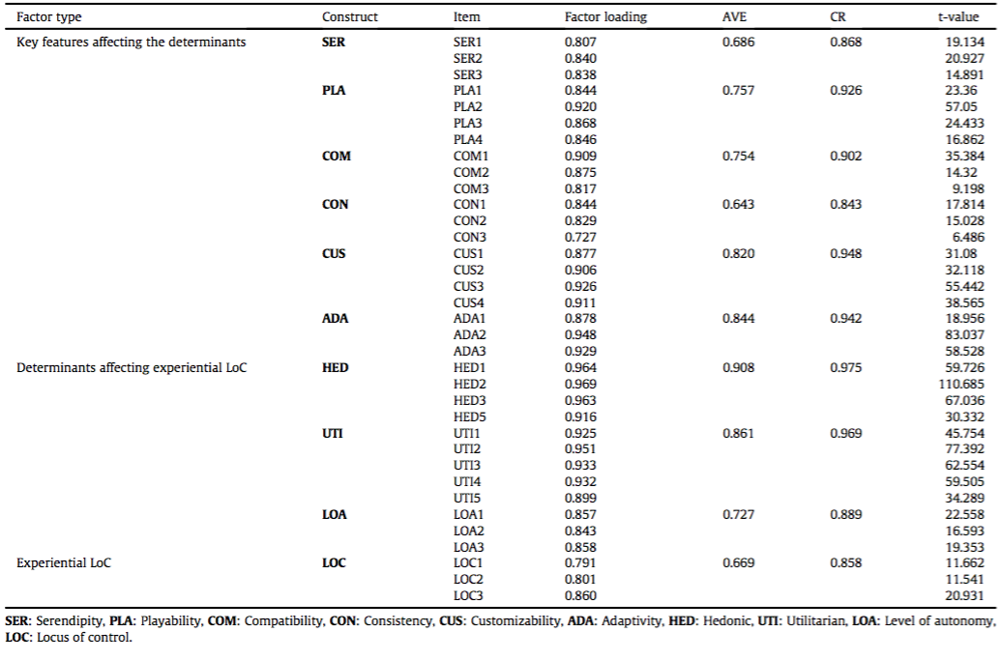 Factor type Construct Item Factor loading AVE CR t-value
Key features affecting the determinants SER SER1 0.807 0.686 0.868 19.134
SER2 0.840 20.927
SER3 0.838 14.891
PLA PLA1 0.844 0.757 0.926 23.36
PLA2 0.920 57.05
PLA3 0.868 24.433
PLA4 0.846 16.862
COM COM1 0.909 0.754 0.902 35.384
COM2 0.875 14.32
COM3 0.817 9.198
CON CON1 0.844 0.643 0.843 17.814
CON2 0.829 15.028
CON3 0.727 6.486
CUS CUS1 0.877 0.820 0.948 31.08
CUS2 0.906 32.118
CUS3 0.926 55.442
CUS4 0.911 38.565
ADA ADA1 0.878 0.844 0.942 18.956
ADA2 0.948 83.037
ADA3 0.929 58.528
Determinants affecting experiential LoC HED HED1 0.964 0.908 0.975 59.726
HED2 0.969 110.685
HED3 0.963 67.036
HED5 0.916 30.332
UTI UTI1 0.925 0.861 0.969 45.754
UTI2 0.951 77.392
UTI3 0.933 62.554
UTI4 0.932 59.505
UTI5 0.899 34.289
LOA LOA1 0.857 0.727 0.889 22.558
LOA2 0.843 16.593
LOA3 0.858 19.353
Experiential LoC LOC LOC1 0.791 0.669 0.858 11.662
LOC2 0.801 11.541
LOC3 0.860 20.931
SER: Serendipity, PLA: Playability, COM: Compatibility, CON: Consistency, CUS: Customizability, ADA: Adaptivity, HED: Hedonic, UTI: Utilitarian, LOA: Level of autonomy,
LOC: Locus of control.